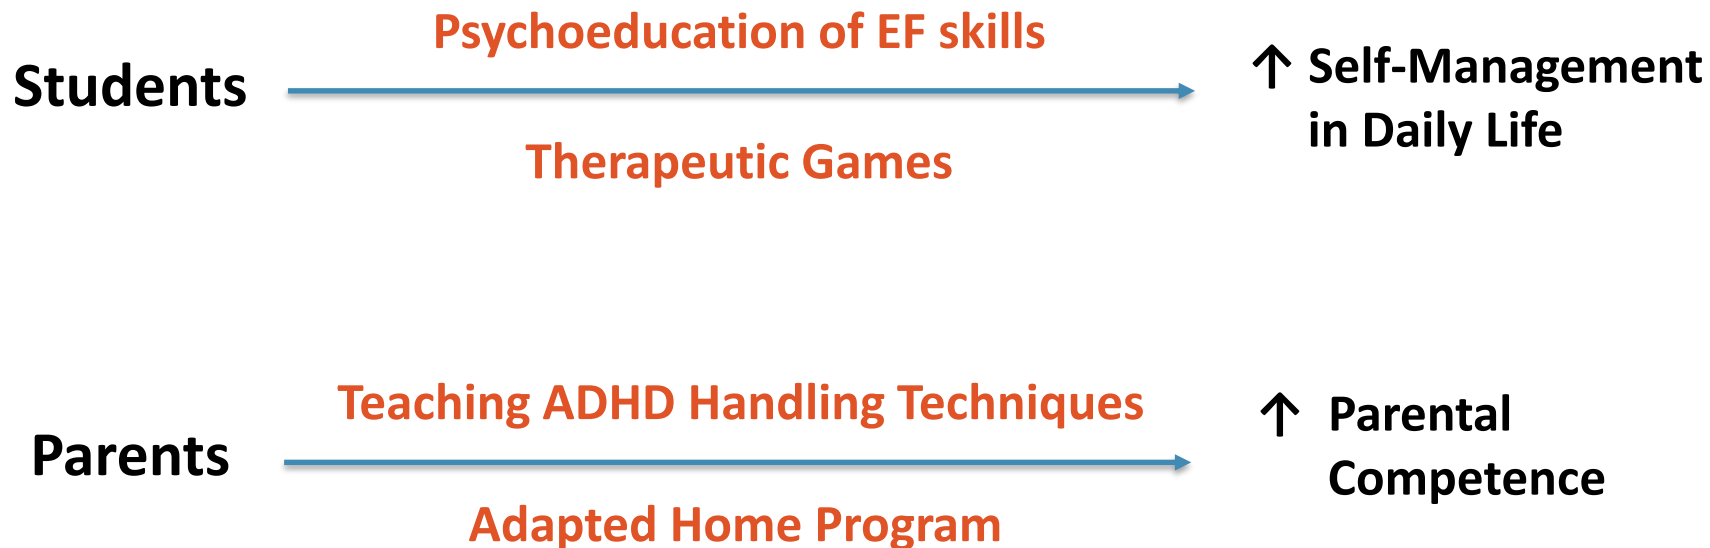 Psychoeducation of EF skills
Students
↑ Self-Management
in Daily Life
Therapeutic Games
Teaching ADHD Handling Techniques
Parents
↑ Parental
Competence
Adapted Home Program